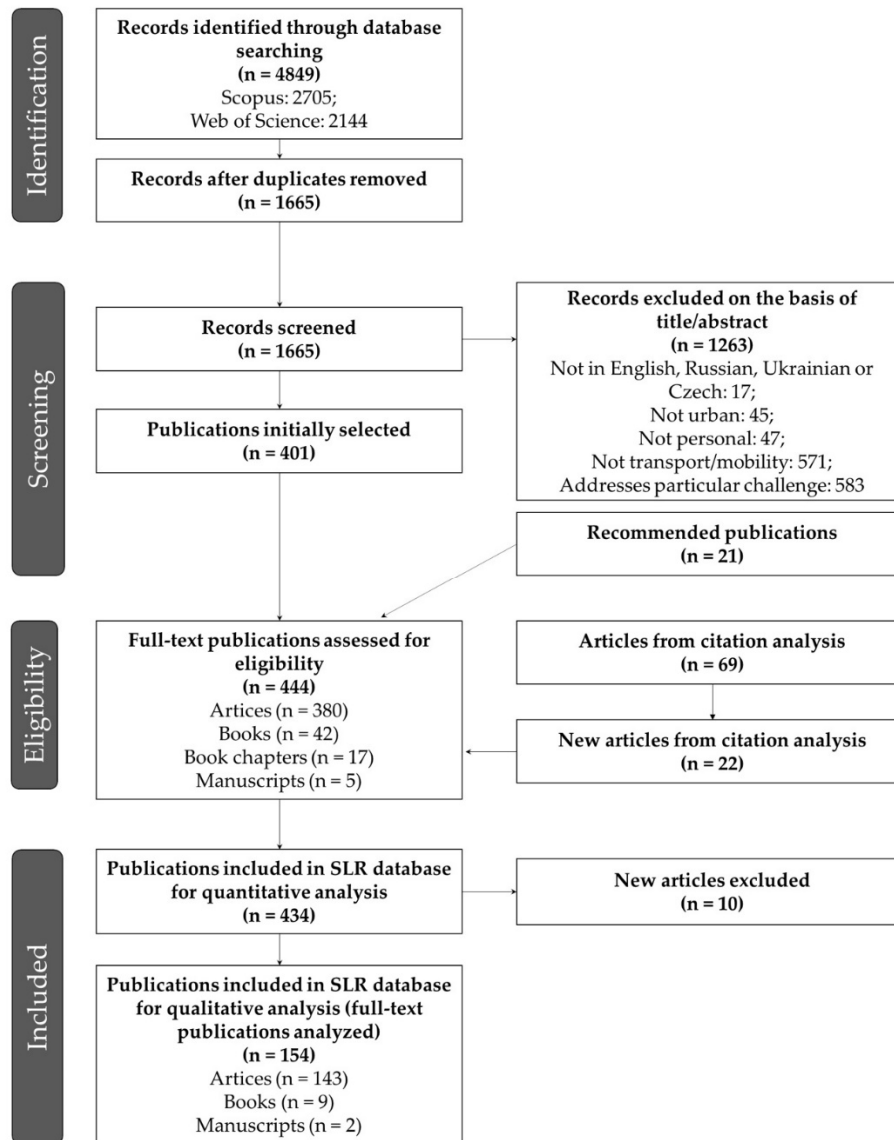 Identification
Records identified through database
searching
(n = 4849)
Scopus: 2705;
Web of Science: 2144
Records after duplicates removed
(n = 1665)
Screening
Records screened
(n = 1665)
Records excluded on the basis of
title/abstract
(n = 1263)
Not in English, Russian, Ukrainian or
Czech: 17;
Not urban: 45;
Not personal: 47;
Not transport/mobility: 571;
Addresses particular challenge: 583
Publications initially selected
(n = 401)
Recommended publications
(n = 21)
Eligibility
Full-text publications assessed for
eligibility
(n = 444)
Artices (n = 380)
Books (n = 42)
Book chapters (n = 17)
Manuscripts (n = 5)
Articles from citation analysis
(n = 69)
New articles from citation analysis
(n = 22)
Included
Publications included in SLR database
for quantitative analysis
(n = 434)
New articles excluded
(n = 10)
Publications included in SLR database
for qualitative analysis (full-text
publications analyzed)
(n = 154)
Artices (n = 143)
Books (n = 9)
Manuscripts (n = 2)